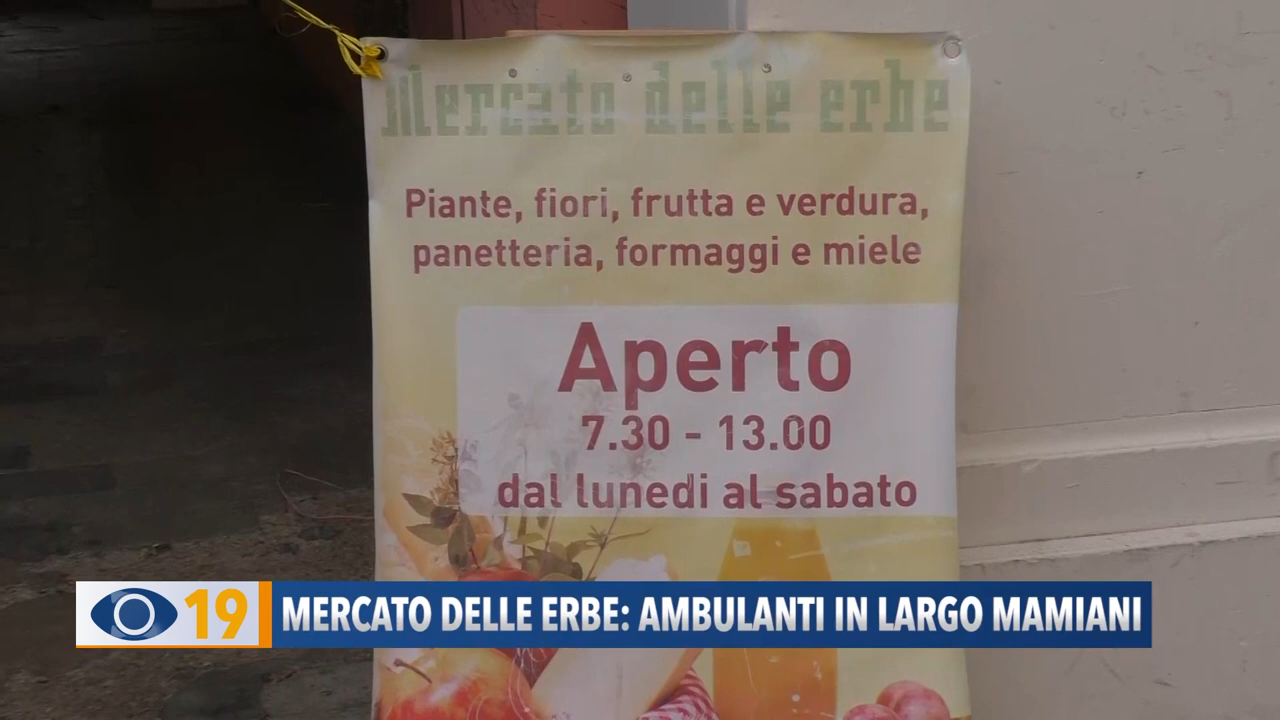 Mercato delle erbe
Piante, fiori, frutta e verdura,
panetteria, formaggi e miele
Aperto
7.30 - 13.00
dal lunedì al sabato
19
MERCATO DELLE ERBE: AMBULANTI IN LARGO MAMIANI